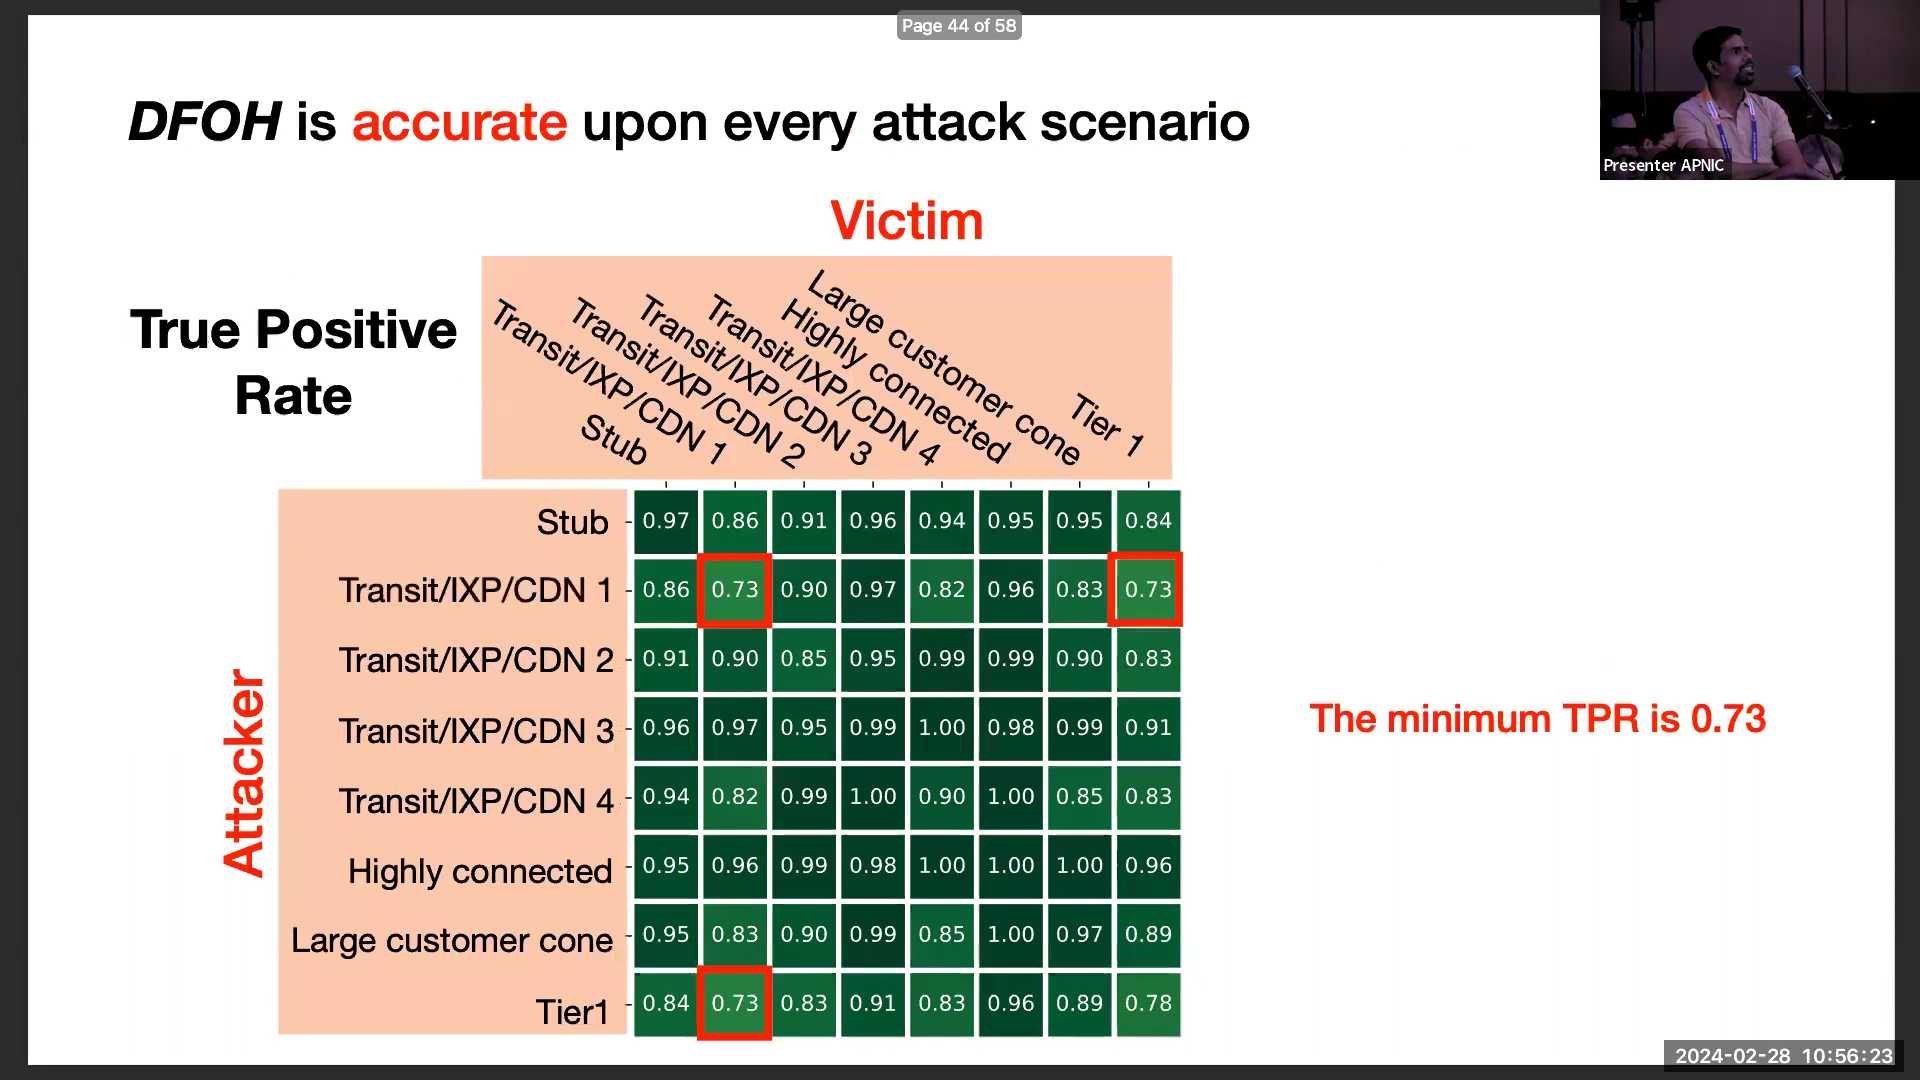 Page 44 of 58
DFOH is accurate upon every attack scenario
Presenter APNIC
Victim
True Positive
Rate
Stub
Transit/IXP/CDN 1
Transit/IXP/CDN 2
Transit/IXP/CDN 3
Transit/IXP/CDN 4
Highly connected
Large customer cone
Tier 1
Attacker
Stub 0.97 0.86 0.91 0.96 0.94 0.95 0.95 0.84
Transit/IXP/CDN 1 0.86 0.73 0.90 0.97 0.82 0.96 0.83 0.73
Transit/IXP/CDN 2 0.91 0.90 0.85 0.95 0.99 0.99 0.90 0.83
Transit/IXP/CDN 3 0.96 0.97 0.95 0.99 1.00 0.98 0.99 0.91
Transit/IXP/CDN 4 0.94 0.82 0.99 1.00 0.90 1.00 0.85 0.83
Highly connected 0.95 0.96 0.99 0.98 1.00 1.00 1.00 0.96
Large customer cone 0.95 0.83 0.90 0.99 0.85 1.00 0.97 0.89
Tier1 0.84 0.73 0.83 0.91 0.83 0.96 0.89 0.78
The minimum TPR is 0.73
2024-02-28 10:56:23